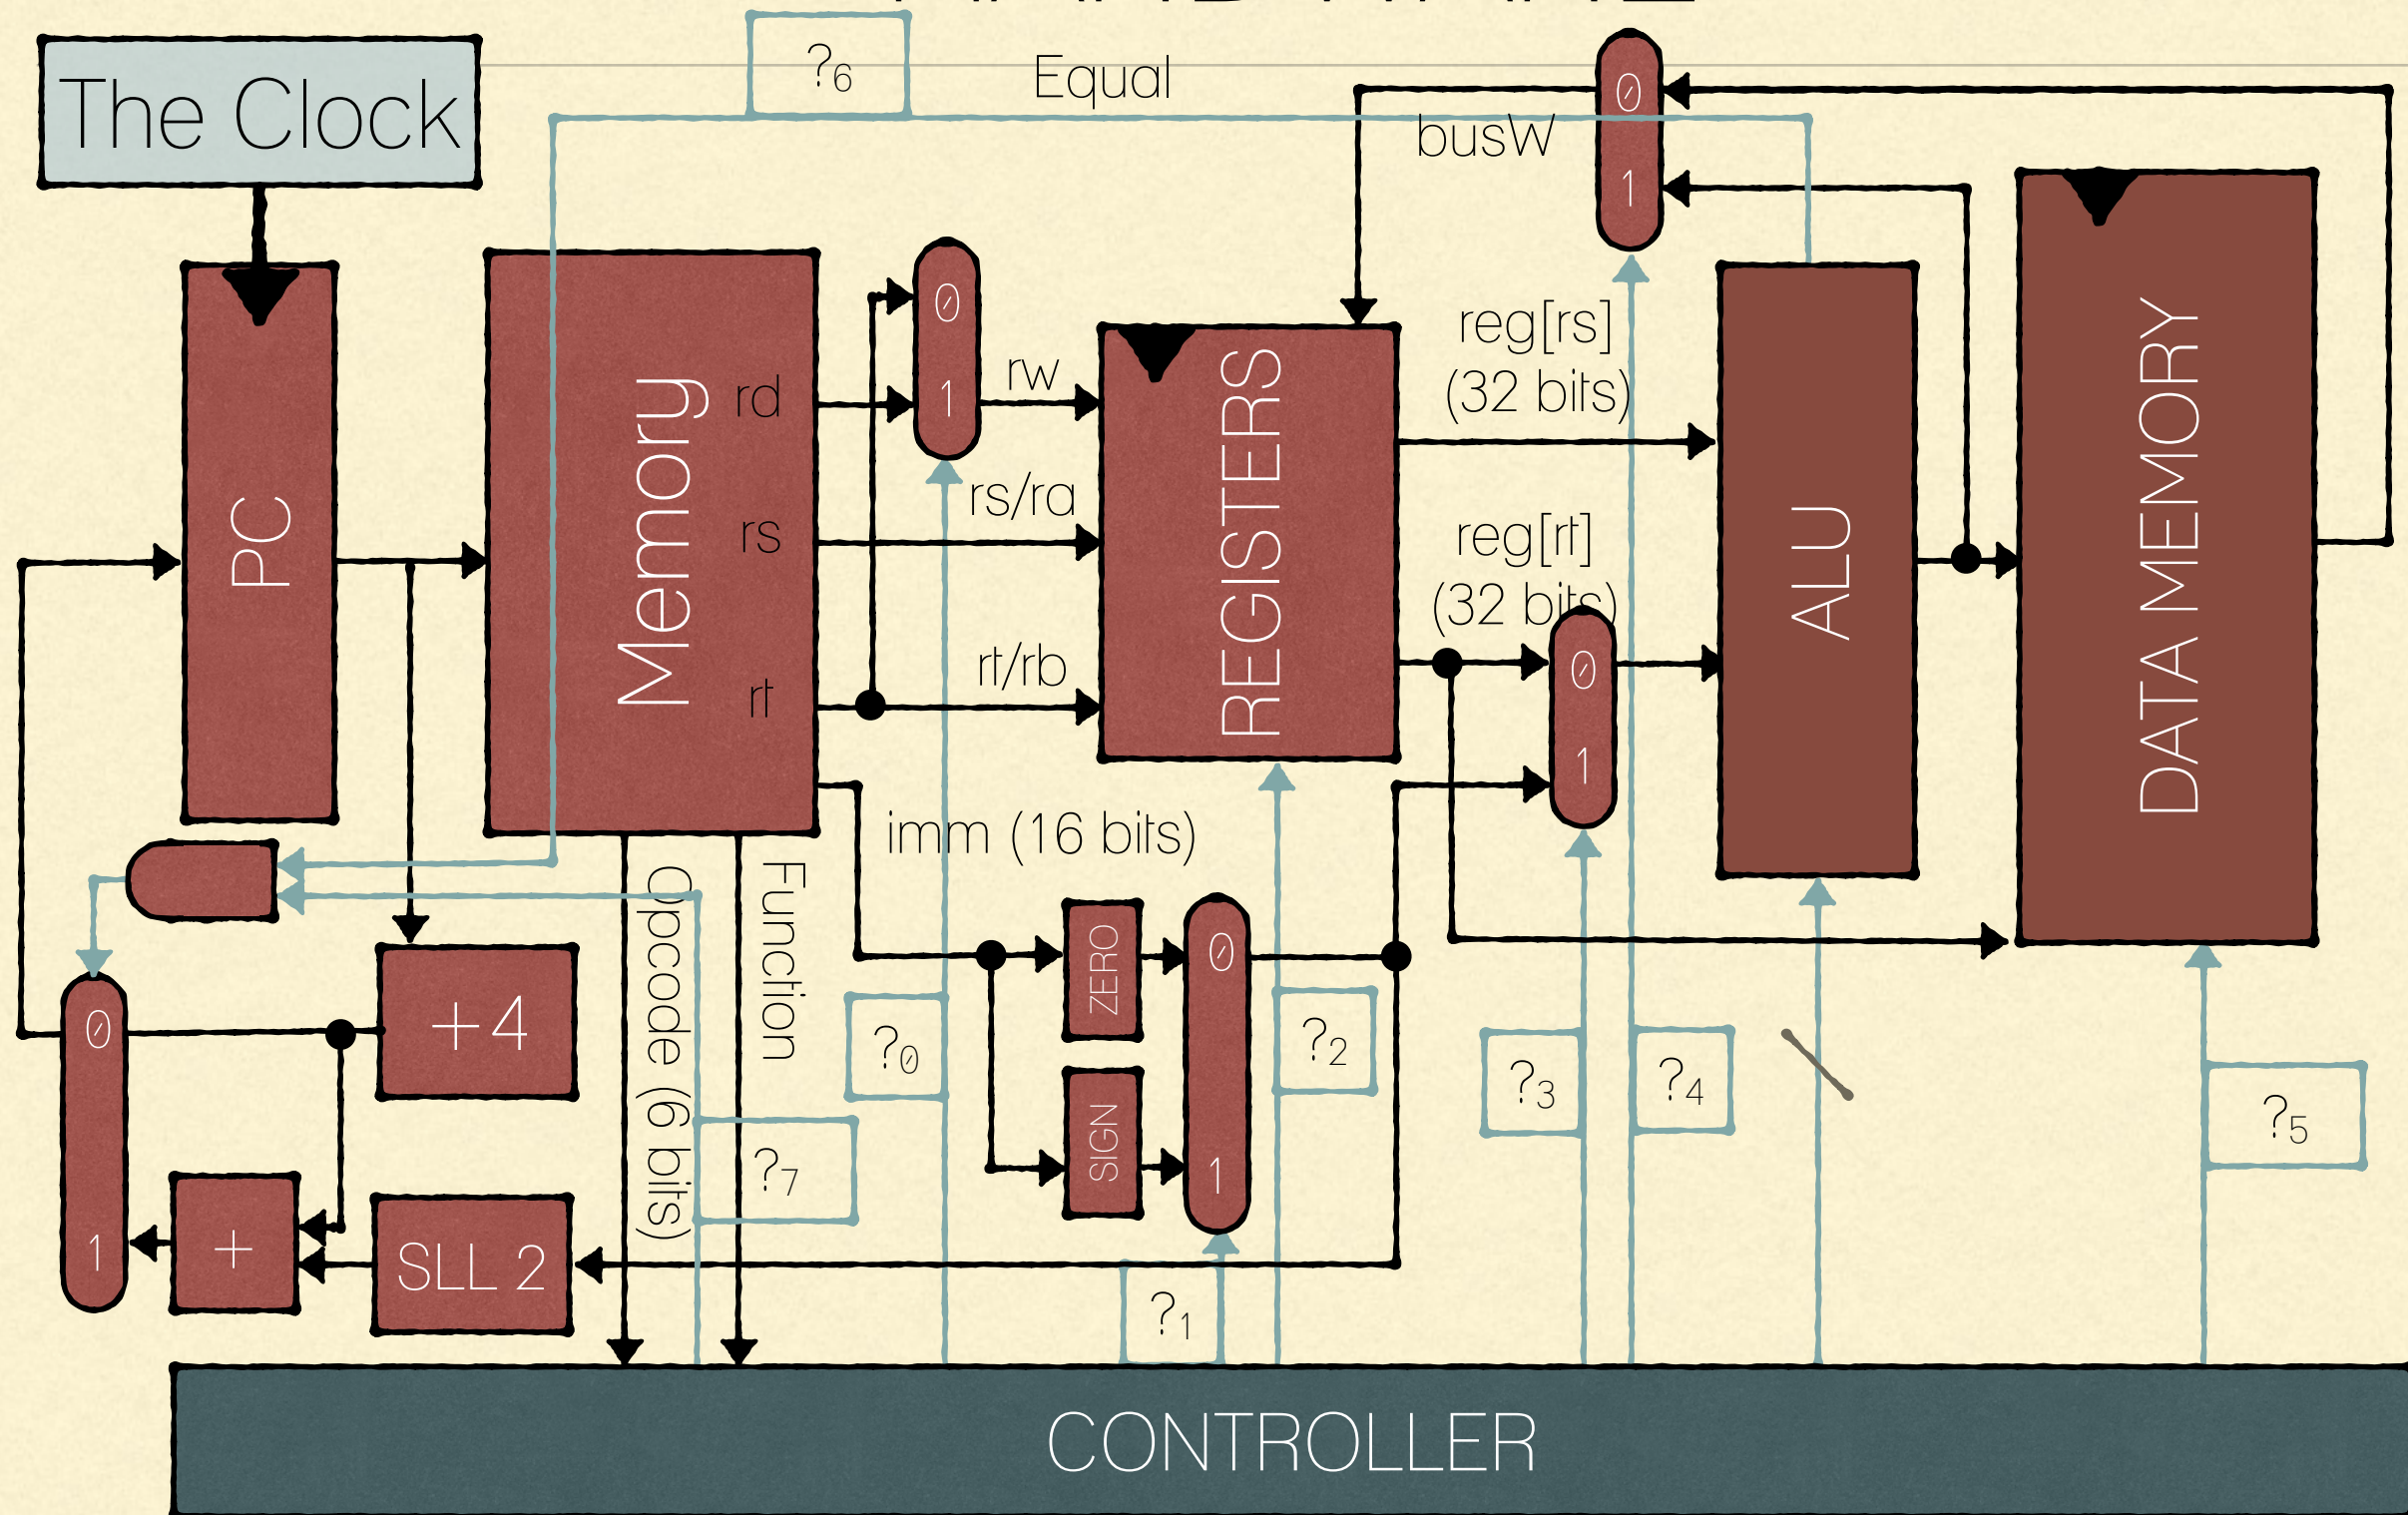 ?6
Equal
The Clock
0
busW
1
0
rd
1
rw
reg[rs]
(32 bits)
PC
Memory
rs
rs/ra
REGISTERS
reg[rt]
(32 bits)
ALU
DATA MEMORY
rt
rt/rb
0
1
imm (16 bits)
Opcode (6 bits)
Function
ZERO
0
+4
0
?0
?2
?3
?4
?5
SIGN
1
?7
+
1
SLL 2
?1
CONTROLLER